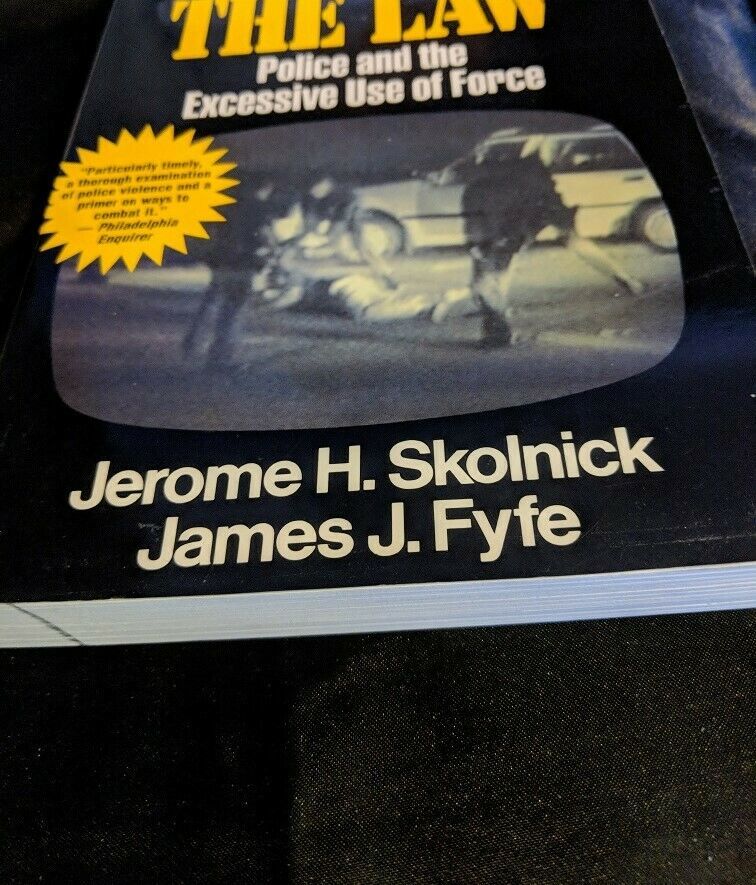 THE LAW
Police and the
Excessive Use of Force
"Particularly timely,
a thorough examination
of police violence and a
primer on ways to
combat it."
— Philadelphia
Enquirer
Jerome H. Skolnick
James J. Fyfe